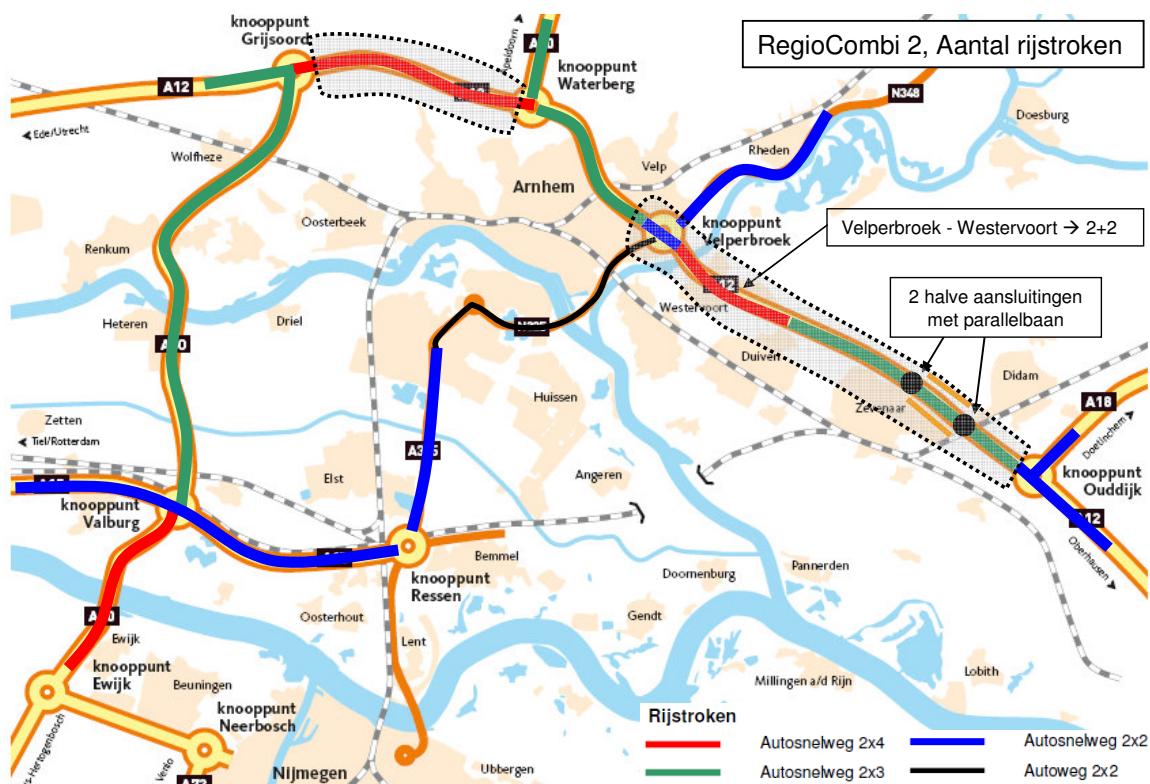 RegioCombi 2, Aantal rijstroken
knooppunt
Grijsoord
knooppunt
Waterberg
A12
N348
Ede/Utrecht
Doesburg
Wolfheze
Velp
Rheden
Arnhem
Oosterbeek
knooppunt
Velperbroek
Velperbroek - Westervoort → 2+2
Renkum
2 halve aansluitingen
met parallelbaan
Westervoort
Heteren
Driel
Duiven
Didam
Zevenaar
Huissen
A18
Zetten
Doetinchem
Tiel/Rotterdam
Elst
Angeren
knooppunt
Ouddijk
knooppunt
Valburg
A12
Oberhausen
Bemmel
knooppunt
Ressen
Doornenburg
Pannerden
Oosterhout
Gendt
Ewijk
Lent
knooppunt
Ewijk
Beuningen
Lobith
Millingen a/d Rijn
knooppunt
Neerbosch
Rijstroken
Autosnelweg 2x4
Autosnelweg 2x2
Venlo
Nijmegen
Ubbergen
Autosnelweg 2x3
Autoweg 2x2